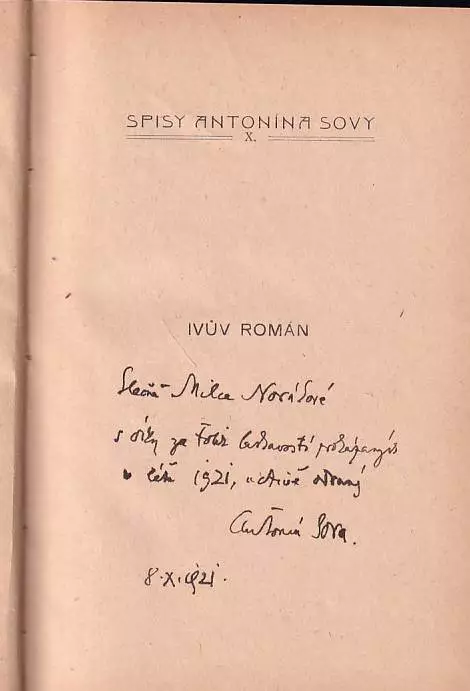 SPISY ANTONÍNA SOVY
X.
IVŮV ROMÁN
Slečně Milce Novákové
s díky za tolik laskavostí prokázaných
v létě 1921, uctivě oddaný
Antonín Sova.
8.X.1921.